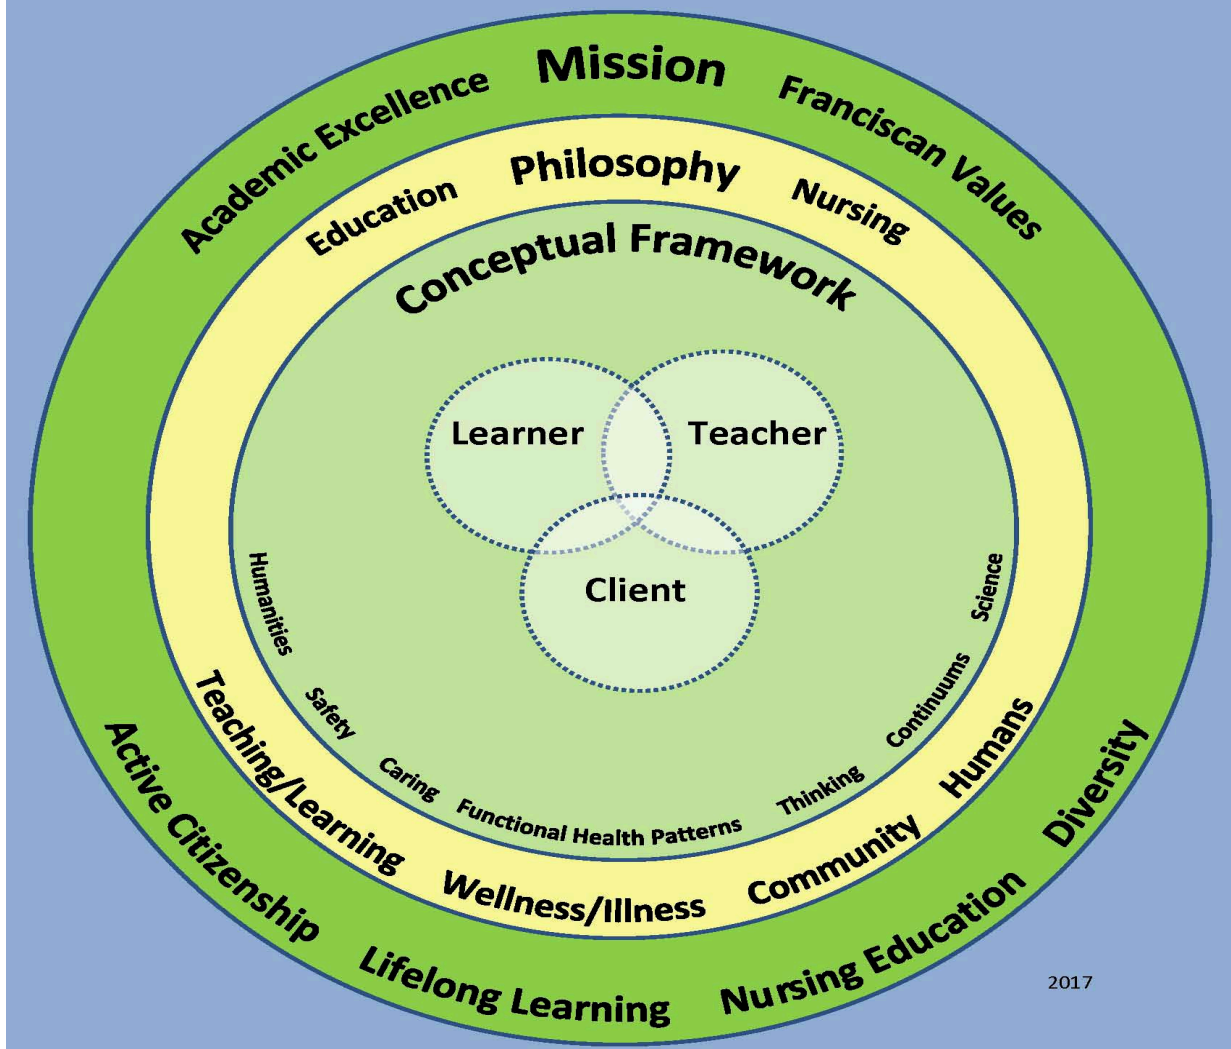 Mission
Academic Excellence
Franciscan Values
Philosophy
Education
Nursing
Conceptual Framework
Learner
Teacher
Client
Humanities
Safety
Caring
Functional Health Patterns
Thinking
Continuums
Science
Teaching/Learning
Wellness/Illness
Community
Humans
Active Citizenship
Lifelong Learning
Nursing Education
Diversity
2017